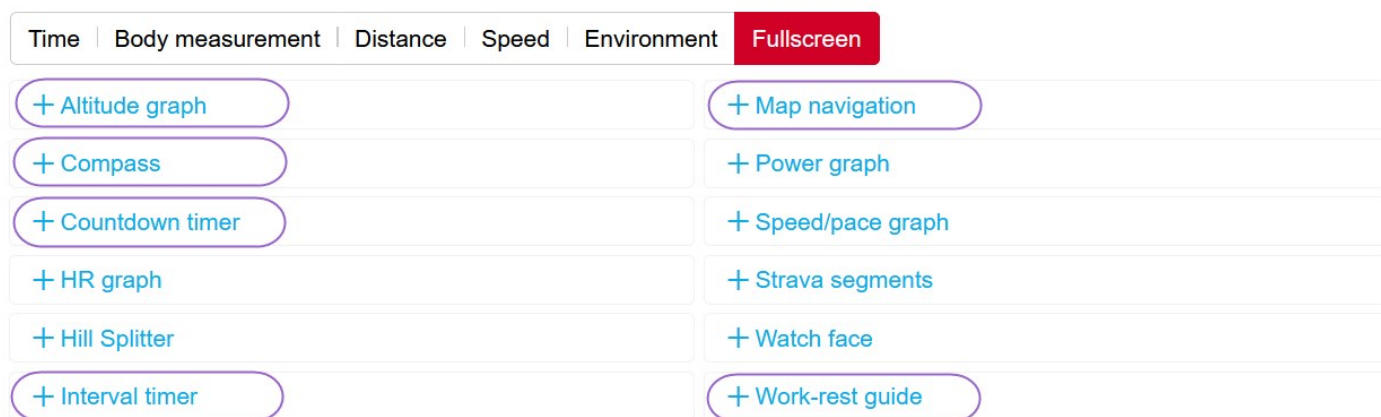 Time Body measurement Distance Speed Environment Fullscreen
+ Altitude graph
+ Map navigation
+ Compass
+ Power graph
+ Countdown timer
+ Speed/pace graph
+ HR graph
+ Strava segments
+ Hill Splitter
+ Watch face
+ Interval timer
+ Work-rest guide